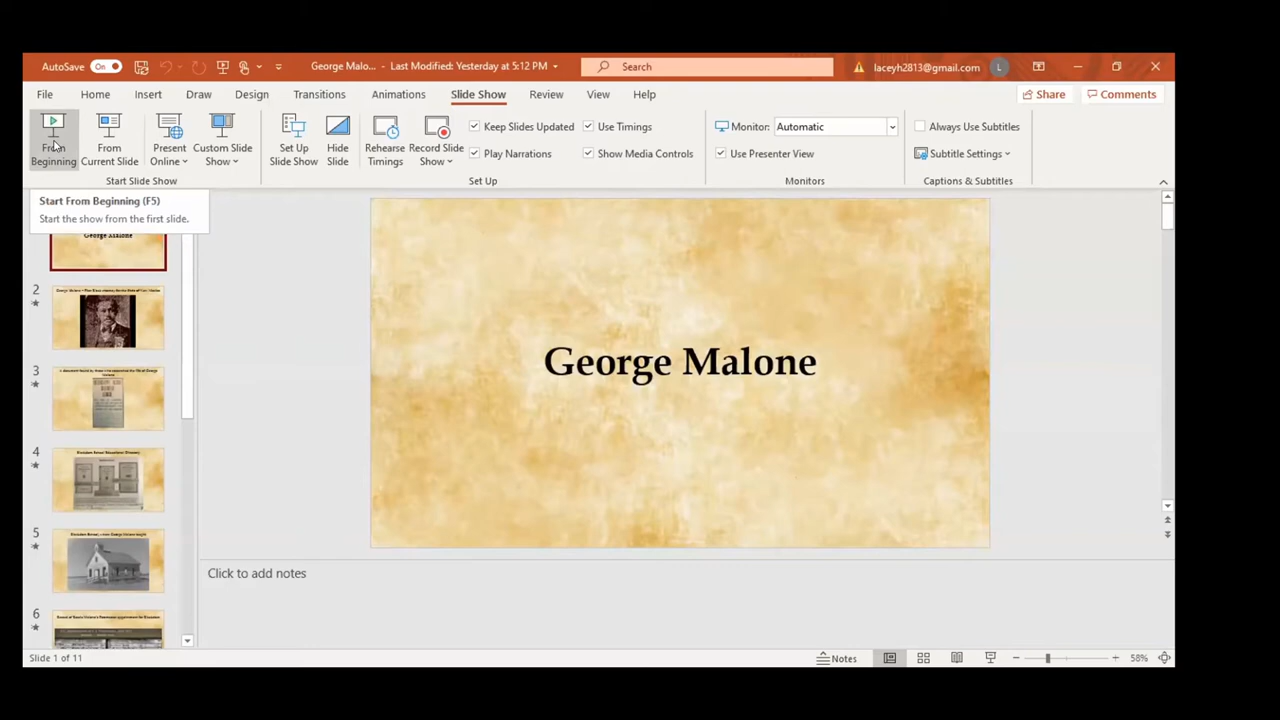 AutoSave On George Malo... - Last Modified: Yesterday at 5:12 PM Search laceyh2813@gmail.com L
File Home Insert Draw Design Transitions Animations Slide Show Review View Help Share Comments
From Beginning
From Current Slide
Present Online
Custom Slide Show
Set Up Slide Show
Hide Slide
Rehearse Timings
Record Slide Show
Keep Slides Updated
Use Timings
Play Narrations
Show Media Controls
Monitor: Automatic
Use Presenter View
Always Use Subtitles
Subtitle Settings
Start Slide Show Set Up Monitors Captions & Subtitles
Start From Beginning (F5)
Start the show from the first slide.
George Malone
2
3
4
5
6
George Malone
Click to add notes
Slide 1 of 11 Notes 58%